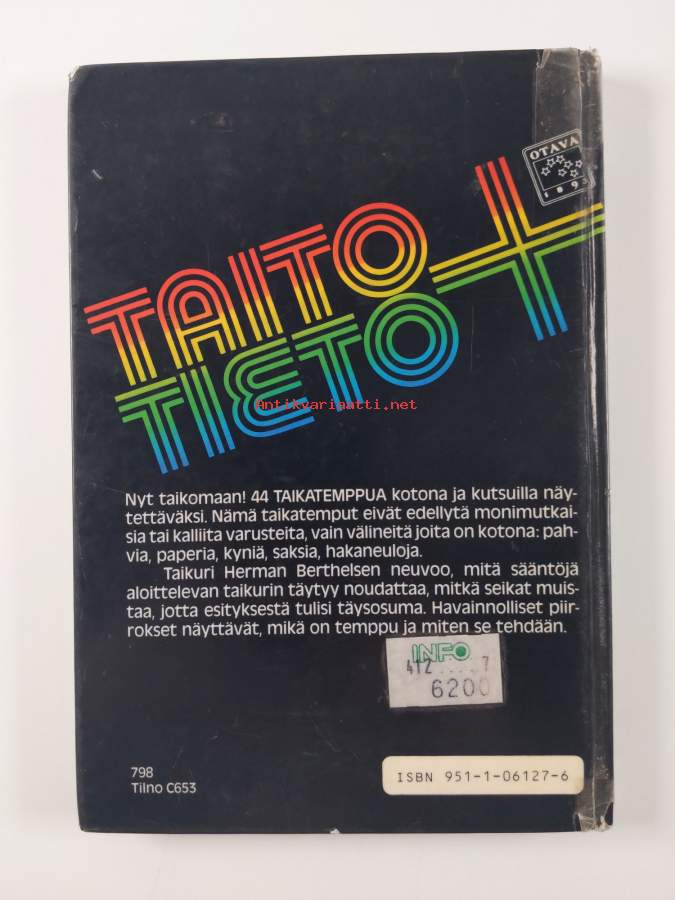 OTAVA
1893
TAITO +
TIETO
Antikvariaatti.net
Nyt taikomaan! 44 TAIKATEMPPUA kotona ja kutsuilla näy-
tettäväksi. Nämä taikatemput eivät edellytä monimutkai-
sia tai kalliita varusteita, vain välineitä joita on kotona: pah-
via, paperia, kyniä, saksia, hakaneuloja.
Taikuri Herman Berthelsen neuvoo, mitä sääntöjä
aloittelevan taikurin täytyy noudattaa, mitkä seikat muis-
taa, jotta esityksestä tulisi täysosuma. Havainnolliset piir-
rokset näyttävät, mikä on temppu ja miten se tehdään.
INFO
412 7
6200
798
Tilno C653
ISBN 951-1-06127-6